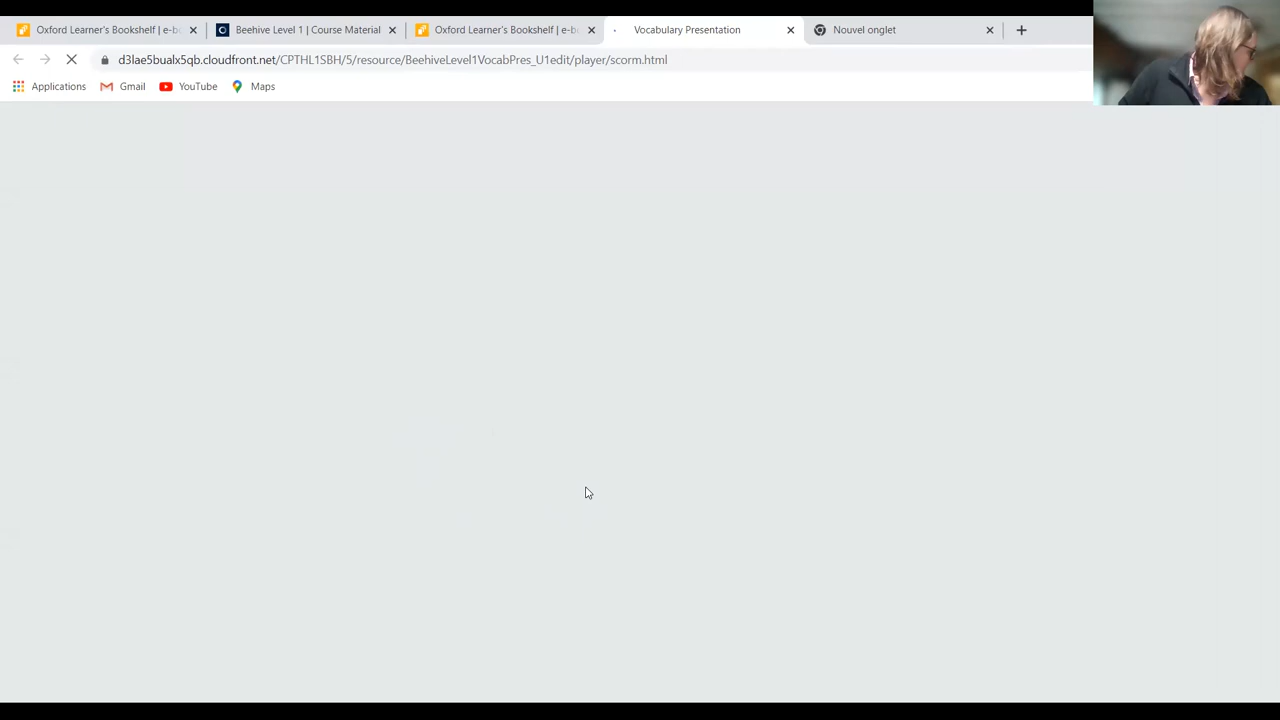 Oxford Learner's Bookshelf | e-b
Beehive Level 1 | Course Material
Oxford Learner's Bookshelf | e-bo
Vocabulary Presentation
Nouvel onglet
d3lae5bualx5qb.cloudfront.net/CPTHL1SBH/5/resource/BeehiveLevel1VocabPres_U1edit/player/scorm.html
Applications
Gmail
YouTube
Maps